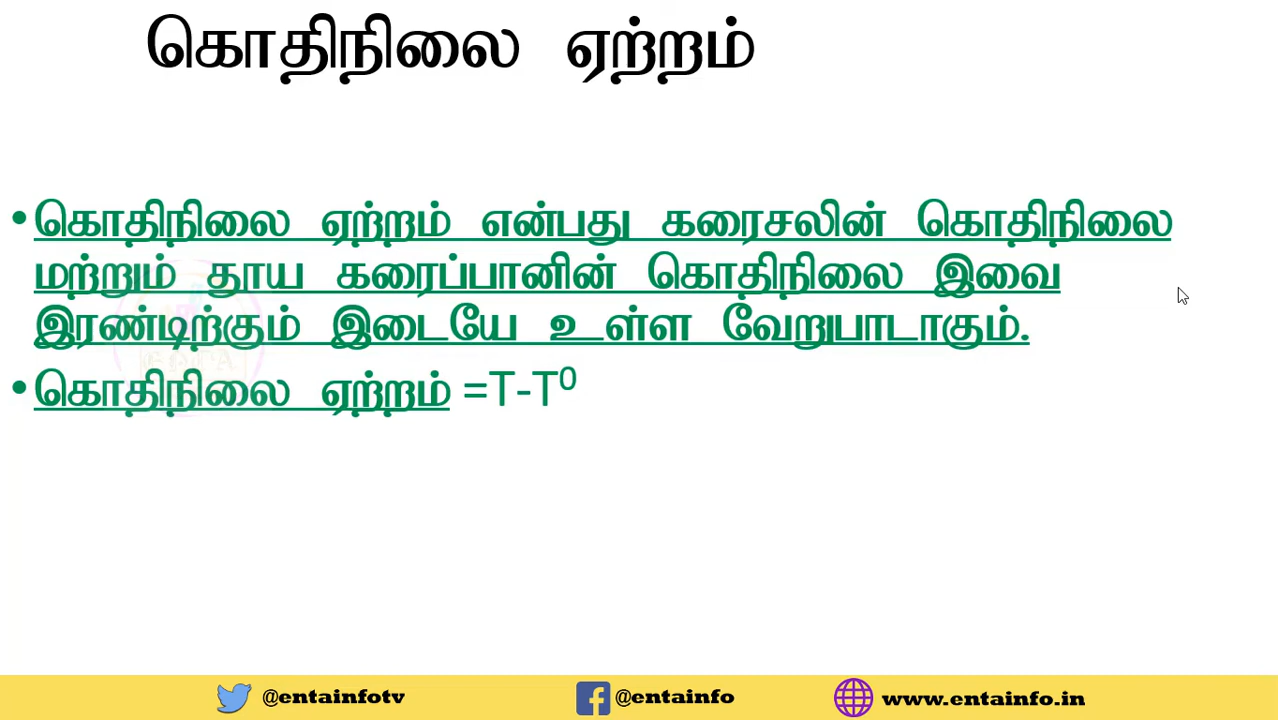 கொதிநிலை ஏற்றம்
•கொதிநிலை ஏற்றம் என்பது கரைசலின் கொதிநிலை
மற்றும் தூய கரைப்பானின் கொதிநிலை இவை
இரண்டிற்கும் இடையே உள்ள வேறுபாடாகும்.
•கொதிநிலை ஏற்றம் =T-T⁰
@entainfotv @entainfo www.entainfo.in